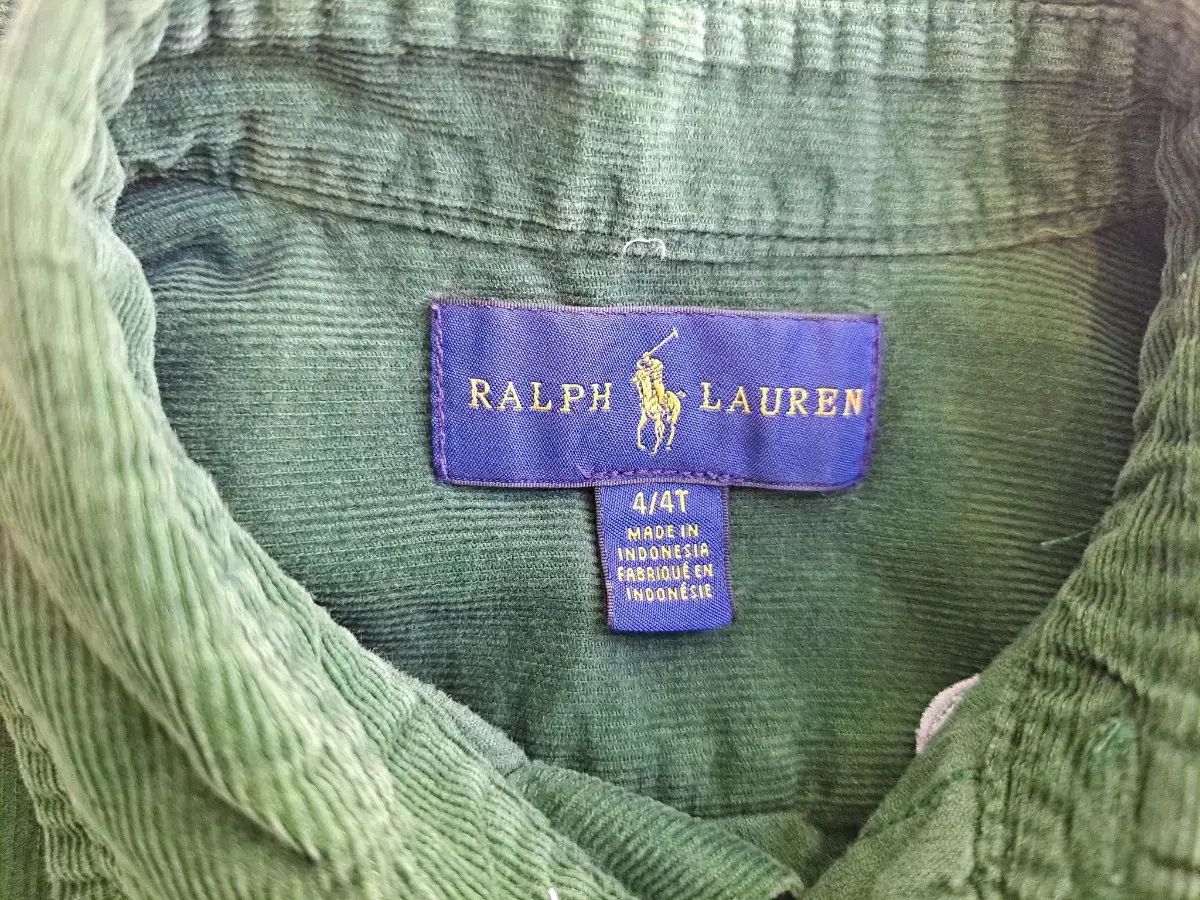 RALPH LAUREN
4/4T
MADE IN
INDONESIA
FABRIQUÉ EN
INDONÉSIE